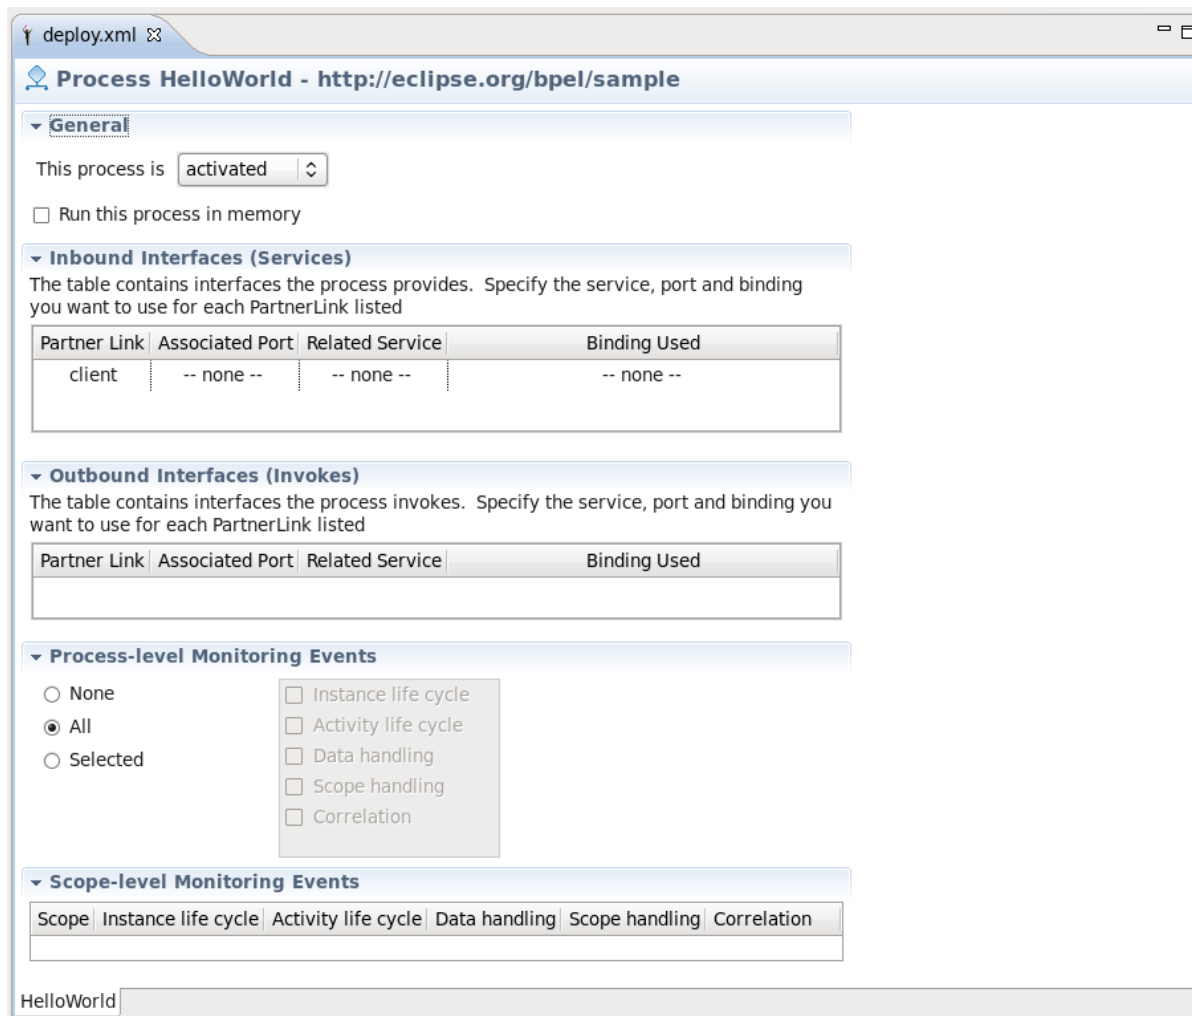 deploy.xml
Process HelloWorld - http://eclipse.org/bpel/sample
General
This process is activated
Run this process in memory
Inbound Interfaces (Services)
The table contains interfaces the process provides.  Specify the service, port and binding
you want to use for each PartnerLink listed
Partner Link Associated Port Related Service Binding Used
client -- none -- -- none -- -- none --
Outbound Interfaces (Invokes)
The table contains interfaces the process invokes.  Specify the service, port and binding you
want to use for each PartnerLink listed
Partner Link Associated Port Related Service Binding Used
Process-level Monitoring Events
None
All
Selected
Instance life cycle
Activity life cycle
Data handling
Scope handling
Correlation
Scope-level Monitoring Events
Scope Instance life cycle Activity life cycle Data handling Scope handling Correlation
HelloWorld